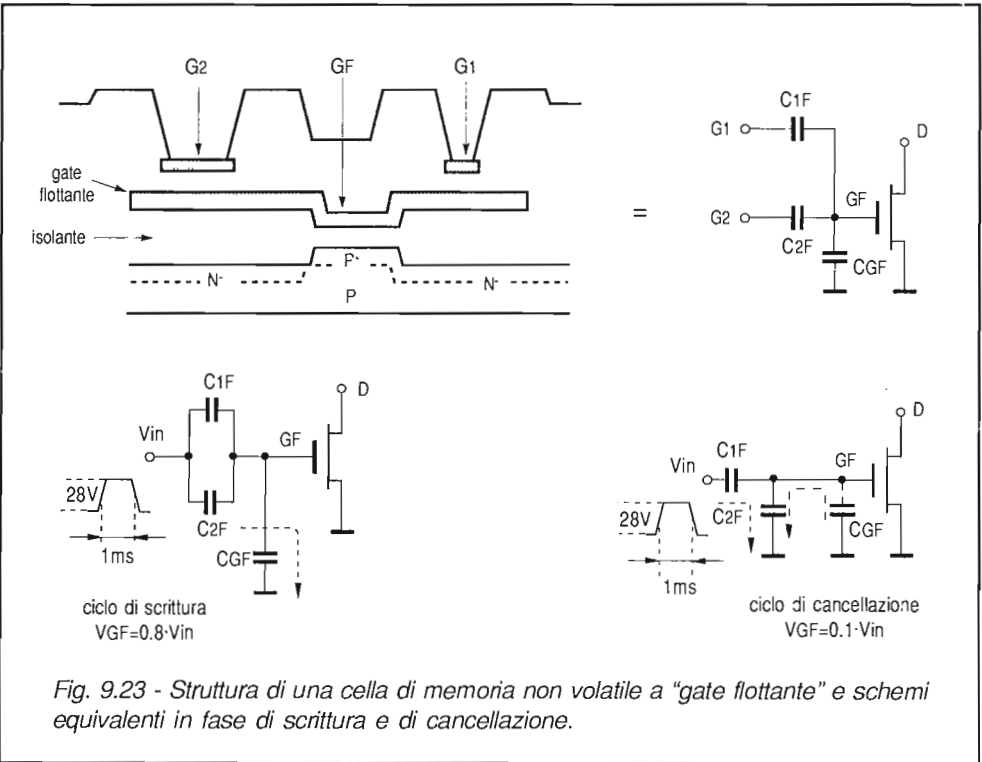 G2
GF
G1
gate
flottante
isolante
N-
P-
N-
P
=
C1F
G1
D
GF
G2
C2F
CGF
C1F
D
Vin
GF
28V
C2F
1ms
CGF
ciclo di scrittura
VGF=0.8·Vin
D
C1F
Vin
GF
28V
C2F
CGF
1ms
ciclo di cancellazione
VGF=0.1·Vin
Fig. 9.23 - Struttura di una cella di memoria non volatile a “gate flottante” e schemi
equivalenti in fase di scrittura e di cancellazione.